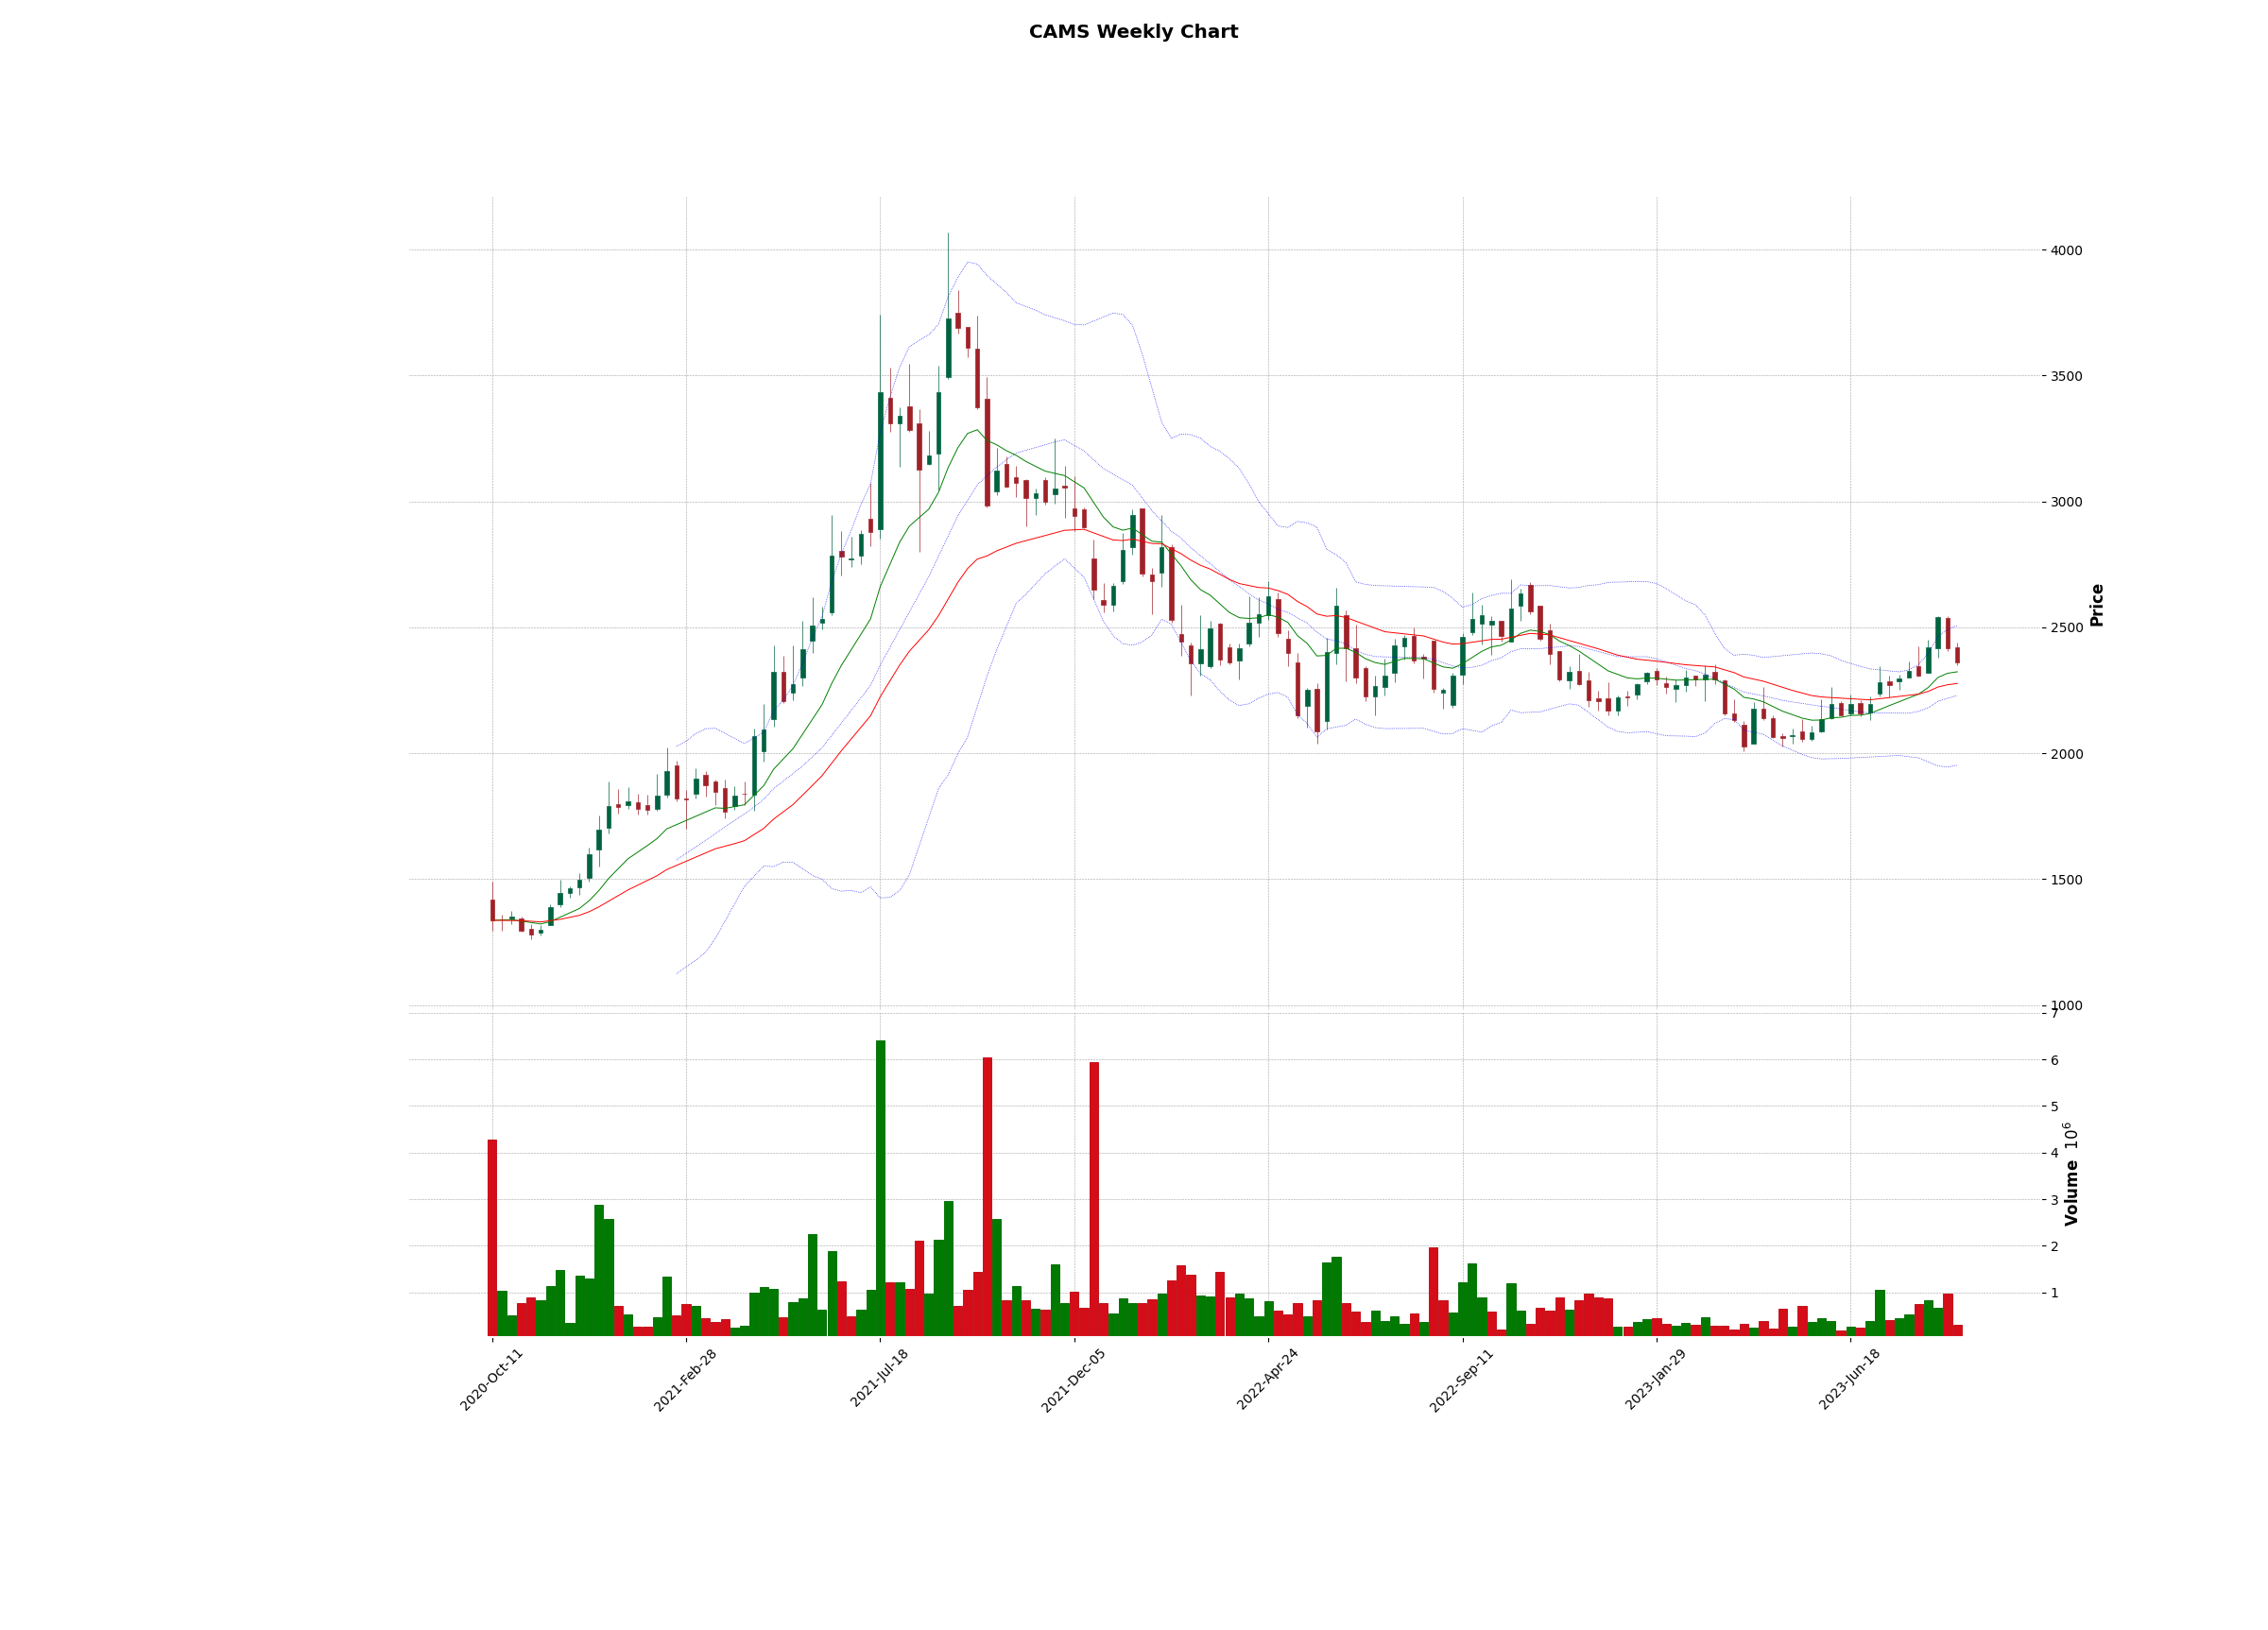 CAMS Weekly Chart
4000
3500
3000
2500
2000
1500
1000
Price
7
6
5
4
3
2
1
Volume 10^6
2020-Oct-11
2021-Feb-28
2021-Jul-18
2021-Dec-05
2022-Apr-24
2022-Sep-11
2023-Jan-29
2023-Jun-18